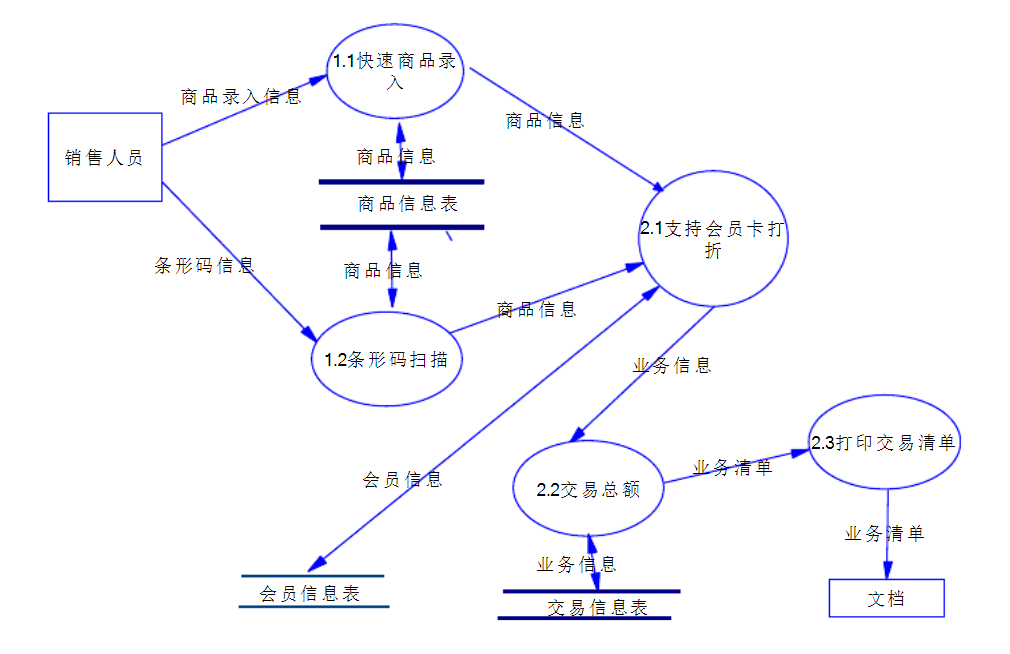 1.1快速商品录
入
商品录入信息
商品信息
商品信息
销售人员
商品信息表
2.1支持会员卡打
折
条形码信息
商品信息
商品信息
1.2条形码扫描
业务信息
2.3打印交易清单
业务清单
会员信息
2.2交易总额
业务清单
业务信息
会员信息表
交易信息表
文档